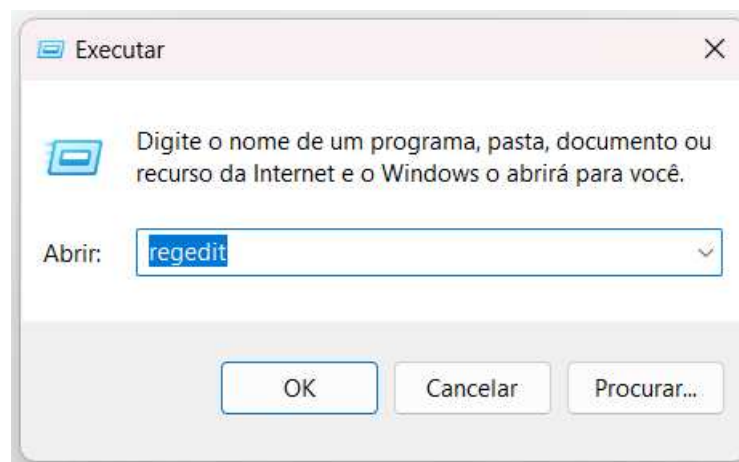 Executar
Digite o nome de um programa, pasta, documento ou
recurso da Internet e o Windows o abrirá para você.
Abrir: regedit
OK Cancelar Procurar...